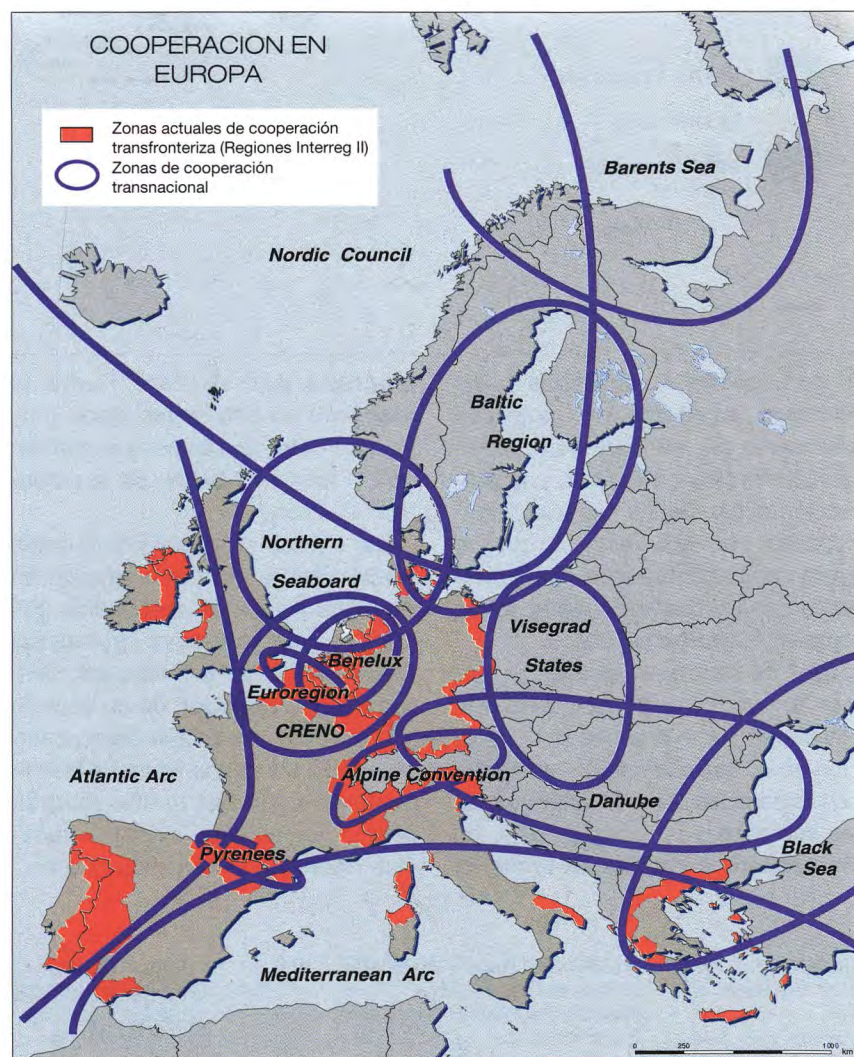 COOPERACION EN
EUROPA
Zonas actuales de cooperación
transfronteriza (Regiones Interreg II)
Zonas de cooperación
transnacional
Barents Sea
Nordic Council
Baltic
Region
Northern
Seaboard
Visegrad
States
Benelux
Euroregion
CRENO
Atlantic Arc
Alpine Convention
Danube
Black
Sea
Pyrenees
Mediterranean Arc
0 250 1000
km